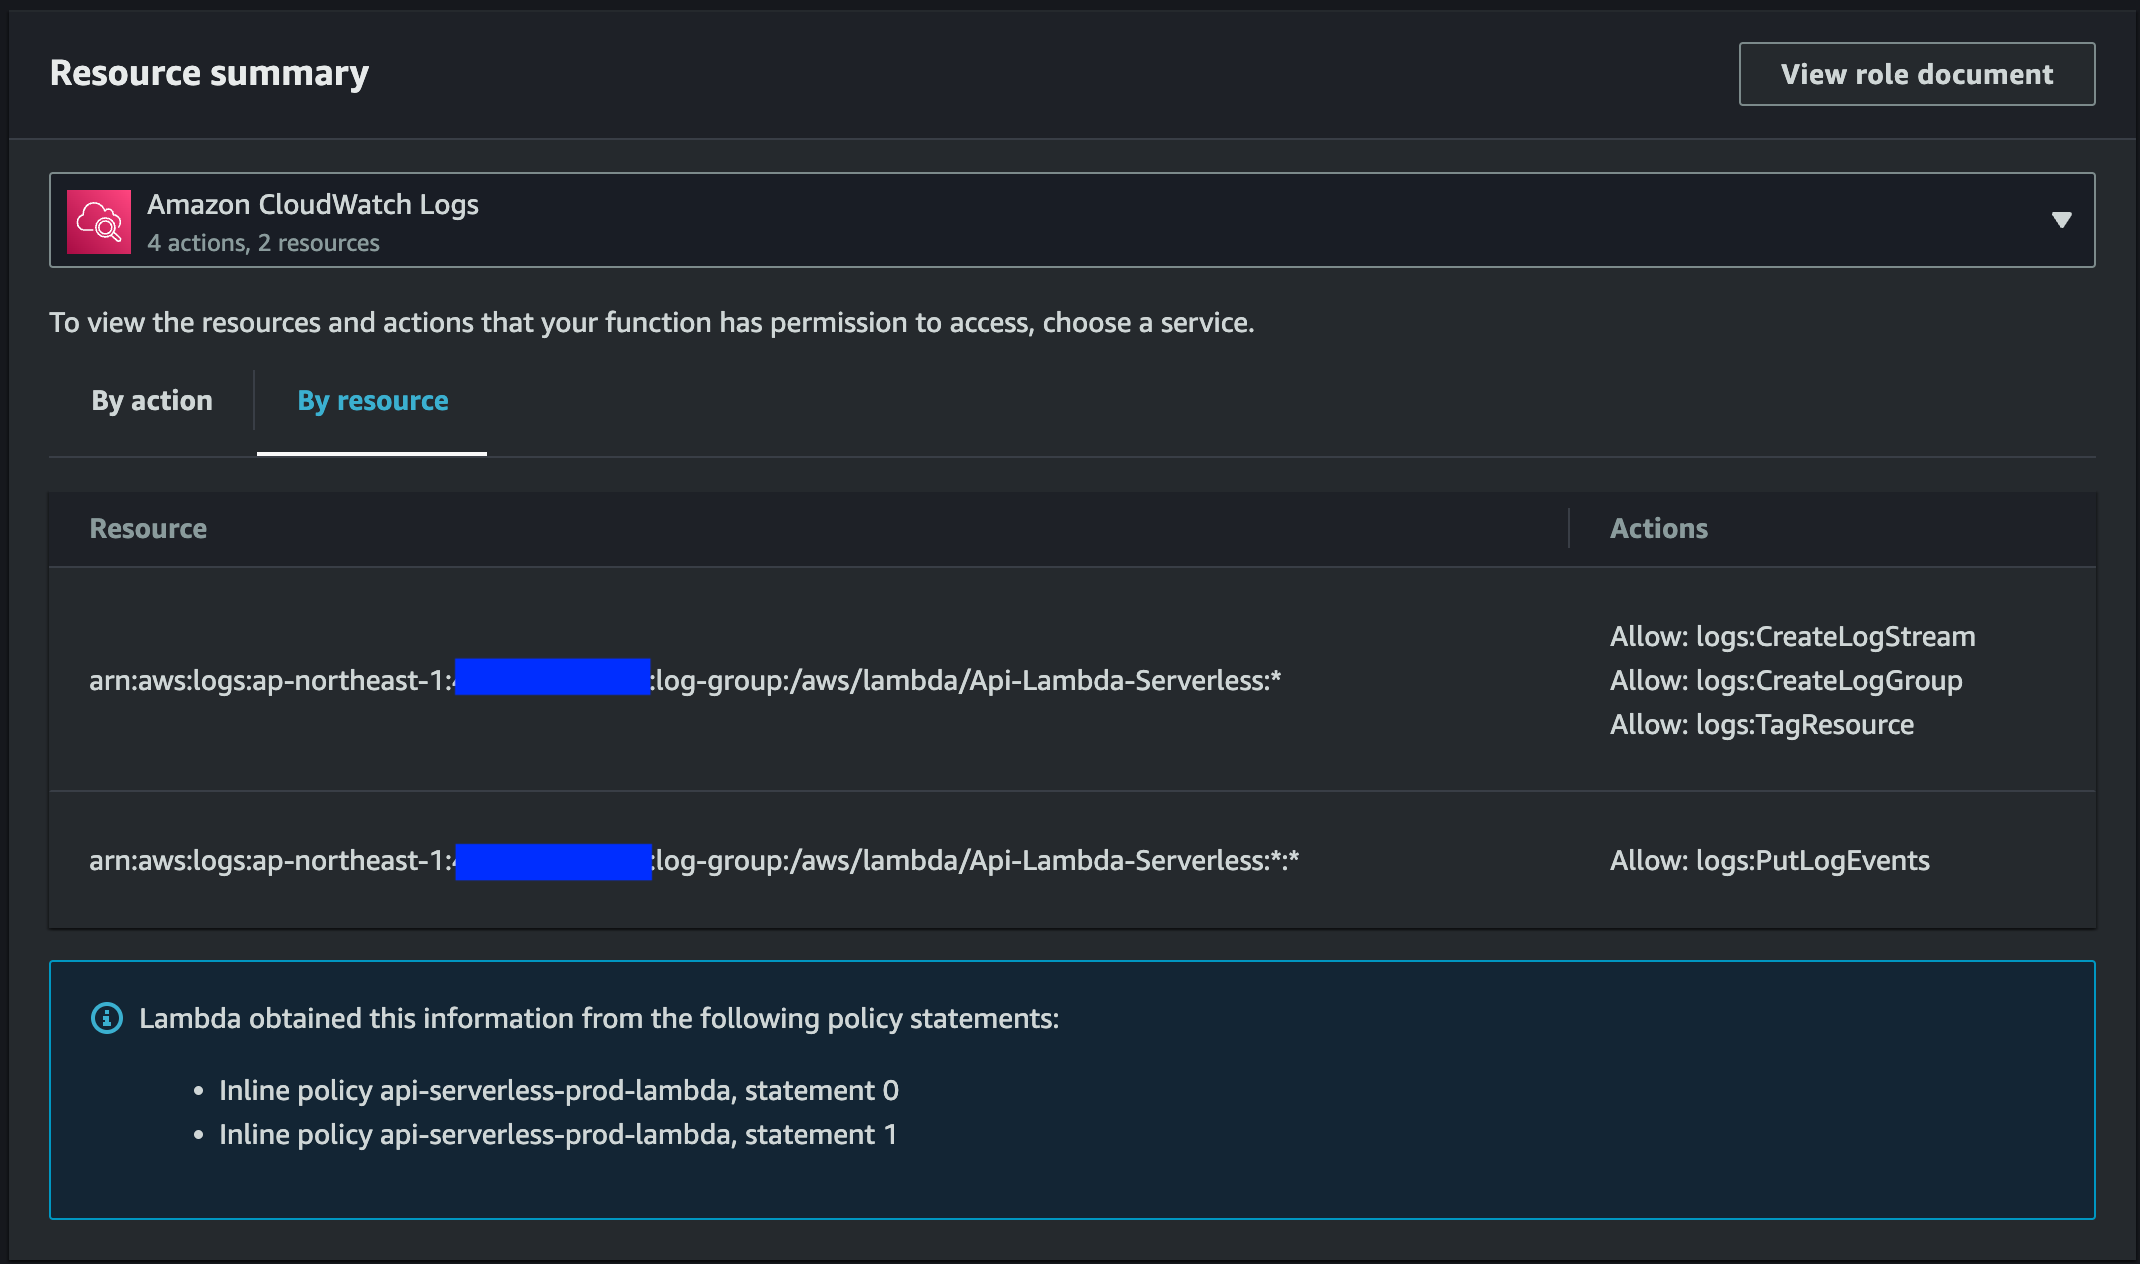 Resource summary
View role document
Amazon CloudWatch Logs
4 actions, 2 resources
To view the resources and actions that your function has permission to access, choose a service.
By action
By resource
Resource
Actions
arn:aws:logs:ap-northeast-1: :log-group:/aws/lambda/Api-Lambda-Serverless:*
Allow: logs:CreateLogStream
Allow: logs:CreateLogGroup
Allow: logs:TagResource
arn:aws:logs:ap-northeast-1: :log-group:/aws/lambda/Api-Lambda-Serverless:*:*
Allow: logs:PutLogEvents
Lambda obtained this information from the following policy statements:
• Inline policy api-serverless-prod-lambda, statement 0
• Inline policy api-serverless-prod-lambda, statement 1